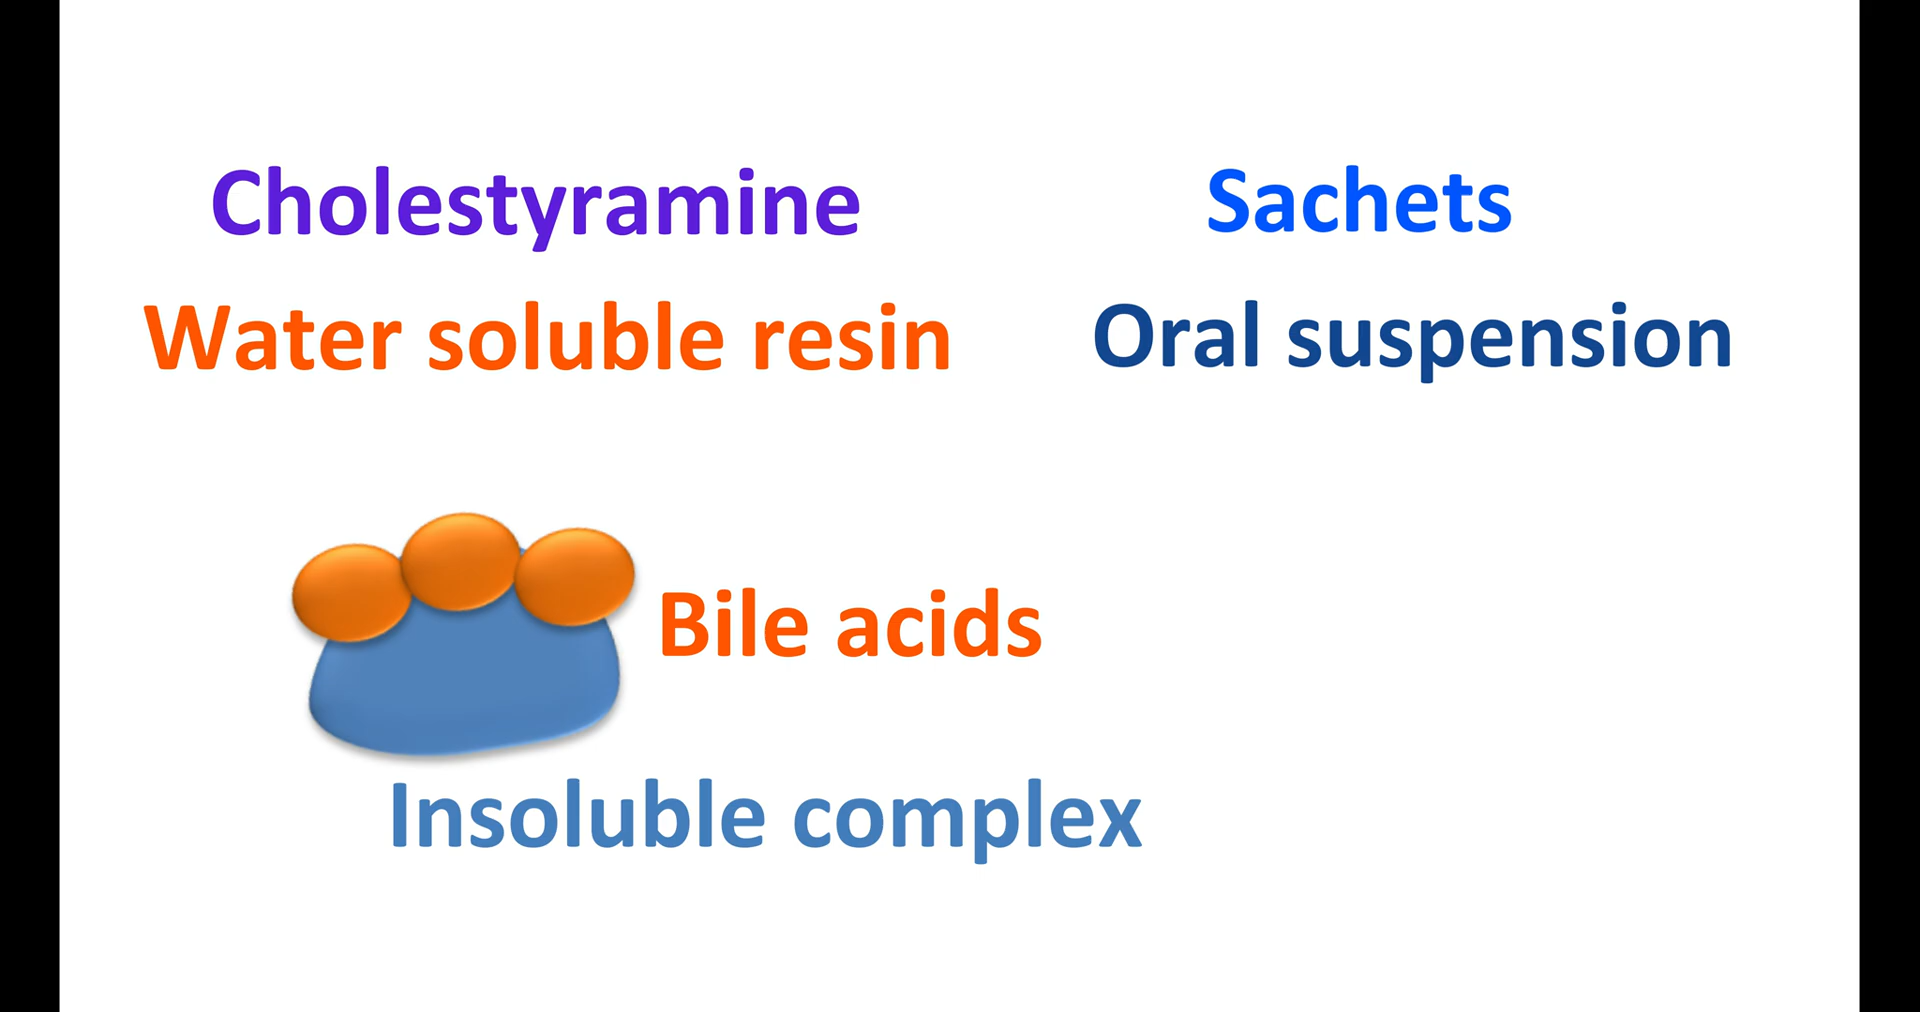 Cholestyramine
Sachets
Water soluble resin
Oral suspension
Bile acids
Insoluble complex